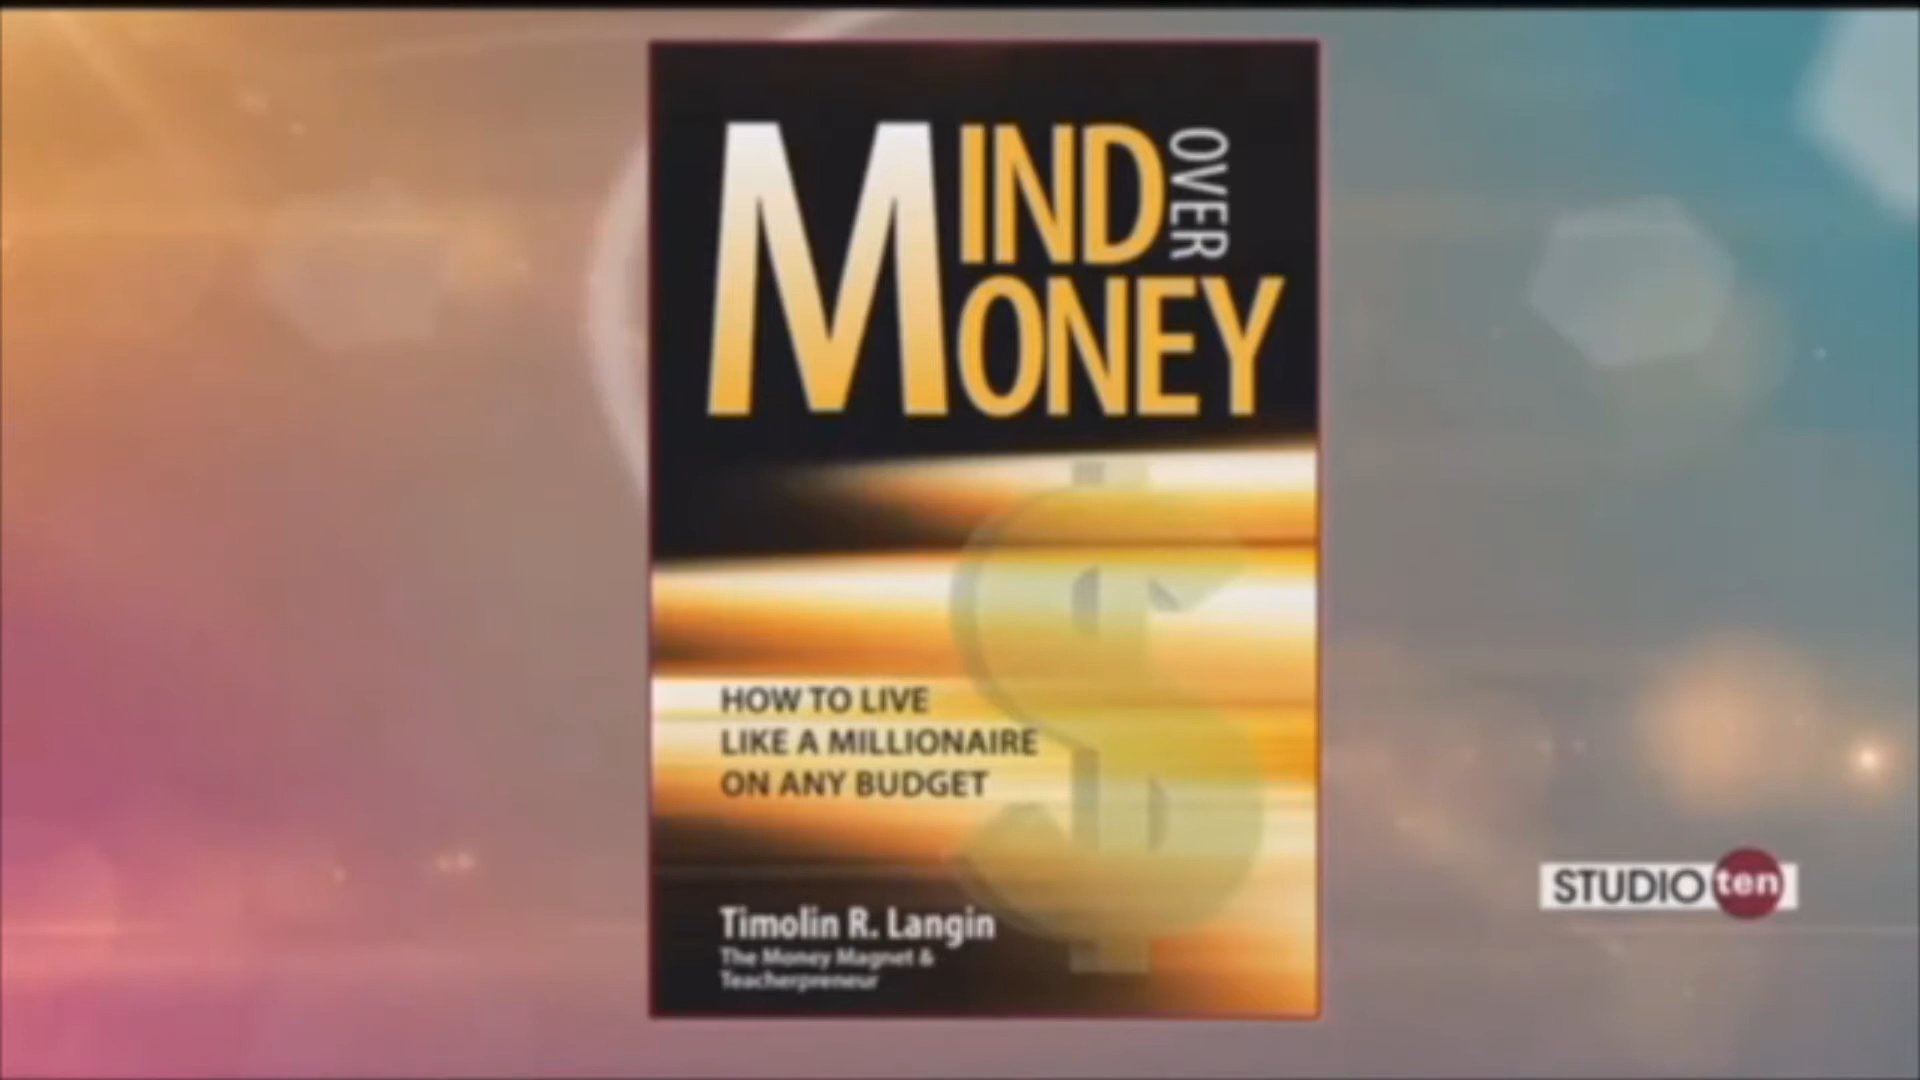 MIND OVER
MONEY
HOW TO LIVE
LIKE A MILLIONAIRE
ON ANY BUDGET
Timolin R. Langin
The Money Magnet &
Teacherpreneur
STUDIO ten